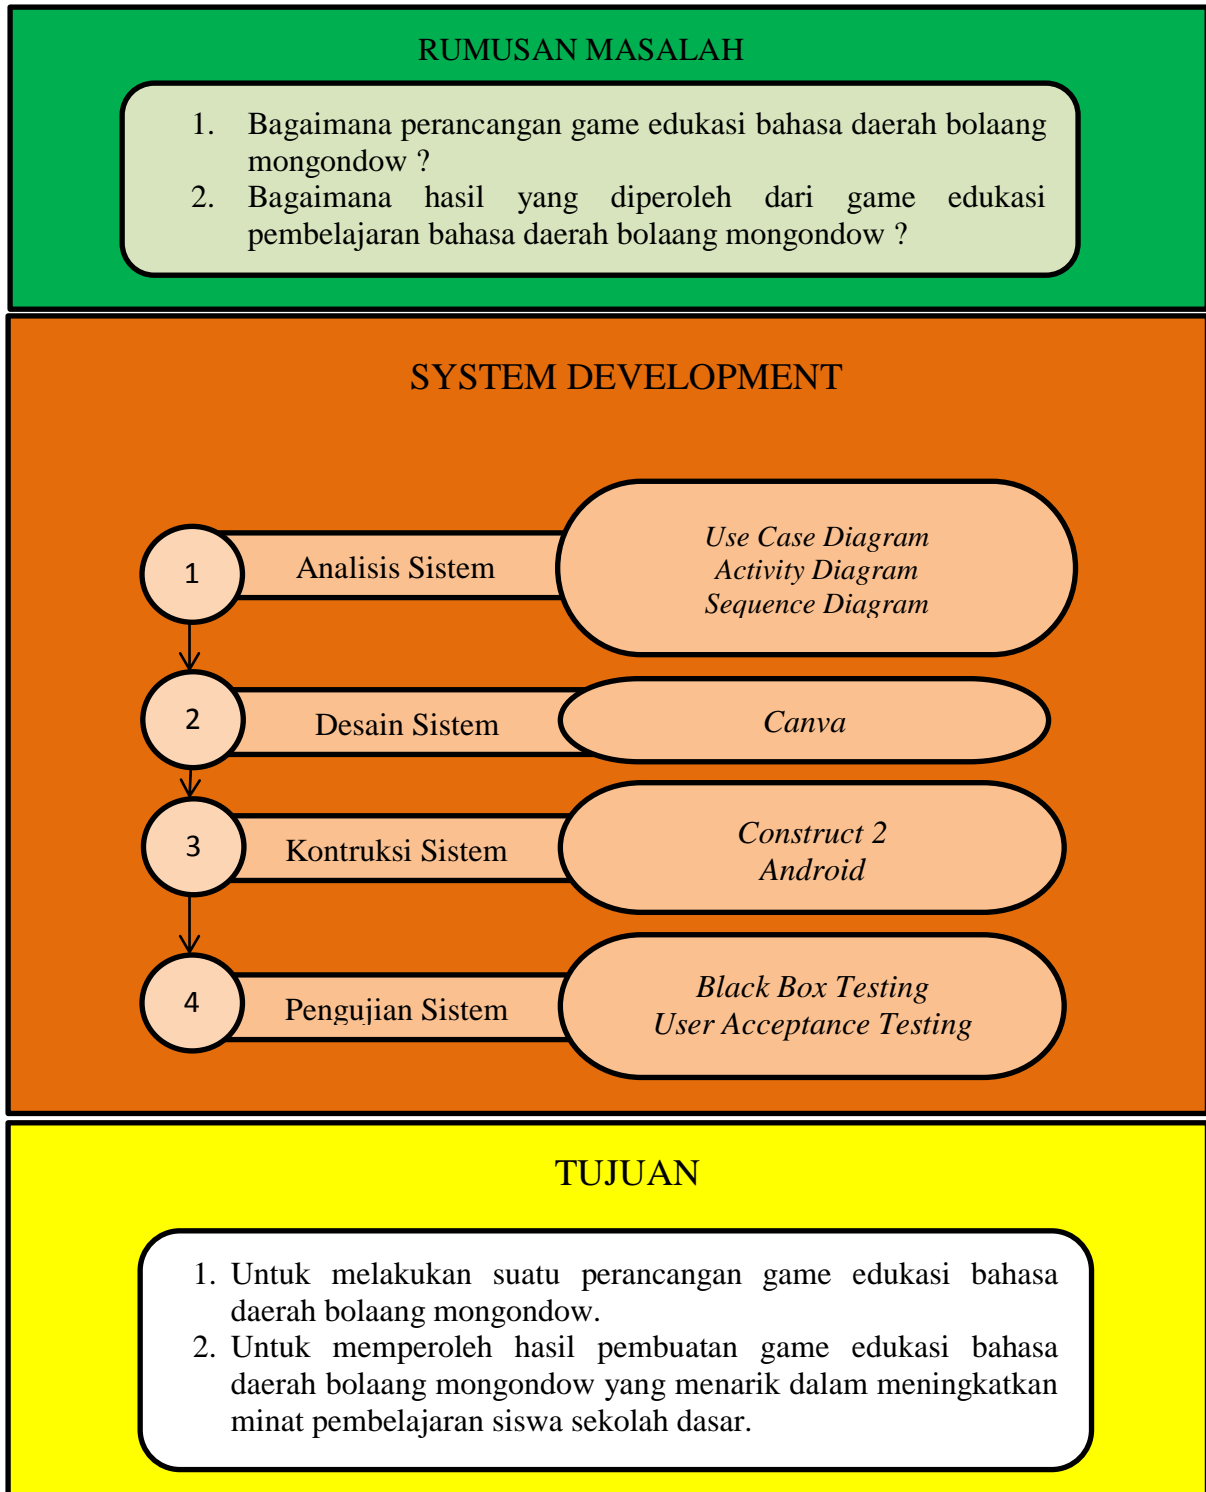 RUMUSAN MASALAH
1. Bagaimana perancangan game edukasi bahasa daerah bolaang
mongondow ?
2. Bagaimana hasil yang diperoleh dari game edukasi
pembelajaran bahasa daerah bolaang mongondow ?
SYSTEM DEVELOPMENT
1
Analisis Sistem
Use Case Diagram
Activity Diagram
Sequence Diagram
2
Desain Sistem
Canva
3
Kontruksi Sistem
Construct 2
Android
4
Pengujian Sistem
Black Box Testing
User Acceptance Testing
TUJUAN
1. Untuk melakukan suatu perancangan game edukasi bahasa
daerah bolaang mongondow.
2. Untuk memperoleh hasil pembuatan game edukasi bahasa
daerah bolaang mongondow yang menarik dalam meningkatkan
minat pembelajaran siswa sekolah dasar.